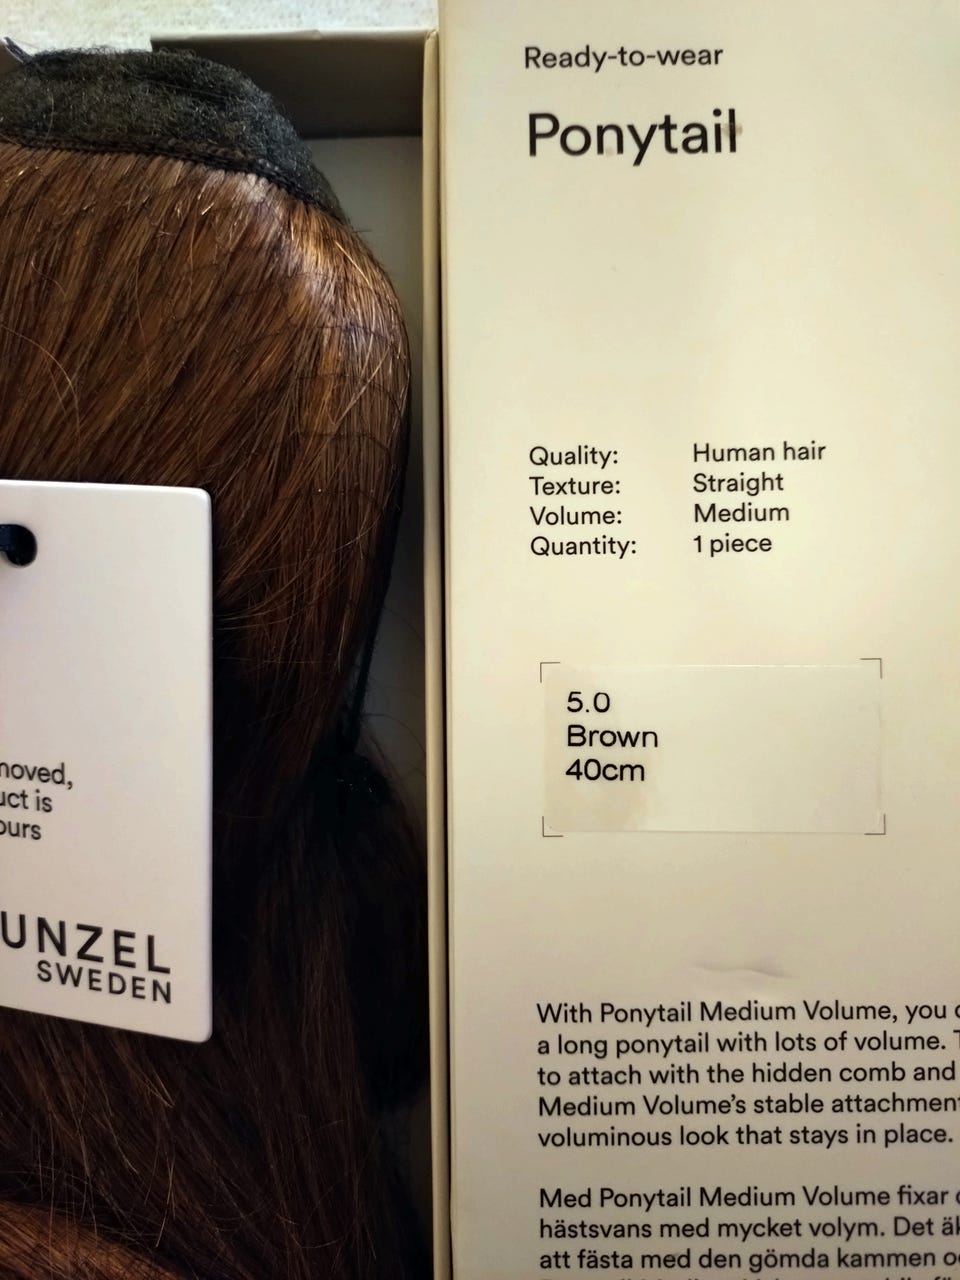 Ready-to-wear
Ponytail
Quality: Human hair
Texture: Straight
Volume: Medium
Quantity: 1 piece
5.0
Brown
40cm
With Ponytail Medium Volume, you
a long ponytail with lots of volume.
to attach with the hidden comb and
Medium Volume's stable attachment
voluminous look that stays in place.
Med Ponytail Medium Volume fixar
hästsvans med mycket volym. Det
att fästa med den gömda kammen
moved,
uct is
ours
UNZEL
SWEDEN